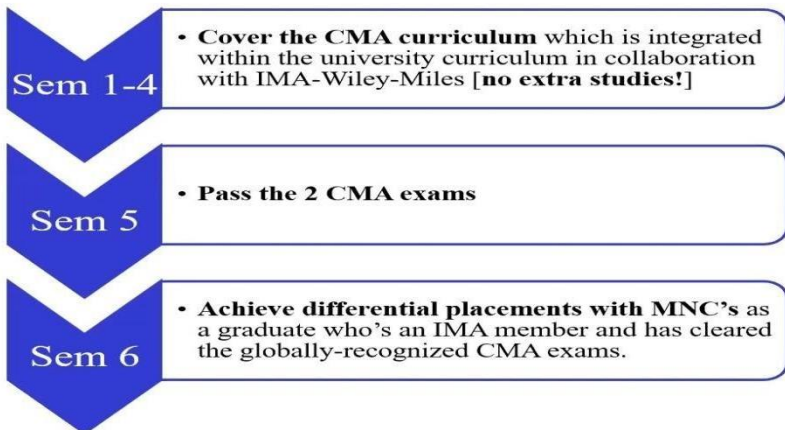 Sem 1-4
• Cover the CMA curriculum which is integrated
within the university curriculum in collaboration
with IMA-Wiley-Miles [no extra studies!]
Sem 5
• Pass the 2 CMA exams
Sem 6
• Achieve differential placements with MNC's as
a graduate who's an IMA member and has cleared
the globally-recognized CMA exams.